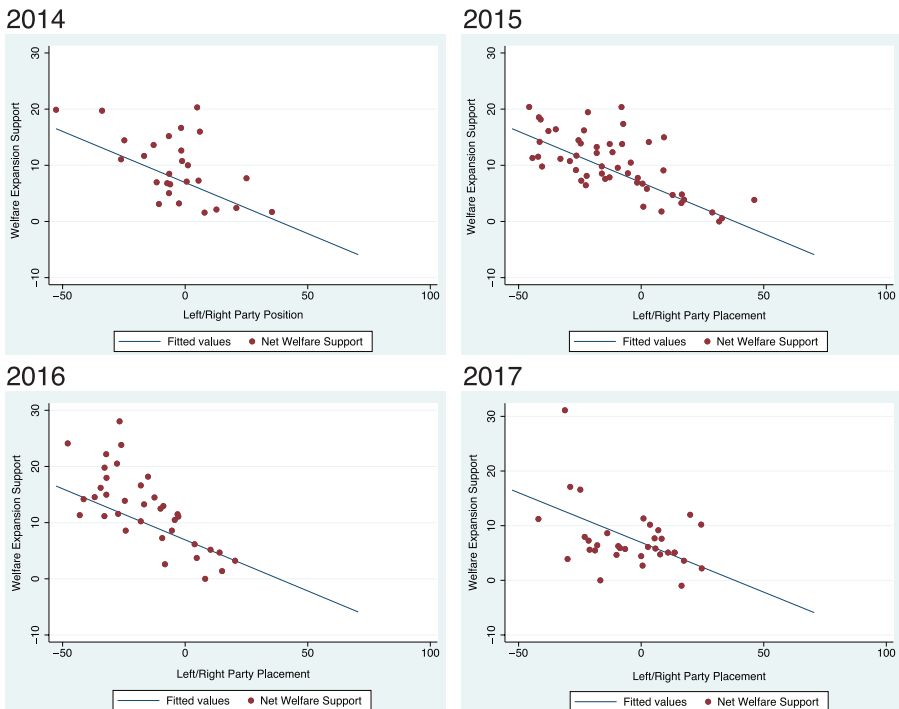 2014
Welfare Expansion Support
30
20
10
0
−10
−50
0
50
100
Left/Right Party Position
Fitted values
Net Welfare Support
2015
Welfare Expansion Support
30
20
10
0
−10
−50
0
50
100
Left/Right Party Placement
Fitted values
Net Welfare Support
2016
Welfare Expansion Support
30
20
10
0
−10
−50
0
50
100
Left/Right Party Placement
Fitted values
Net Welfare Support
2017
Welfare Expansion Support
30
20
10
0
−10
−50
0
50
100
Left/Right Party Placement
Fitted values
Net Welfare Support